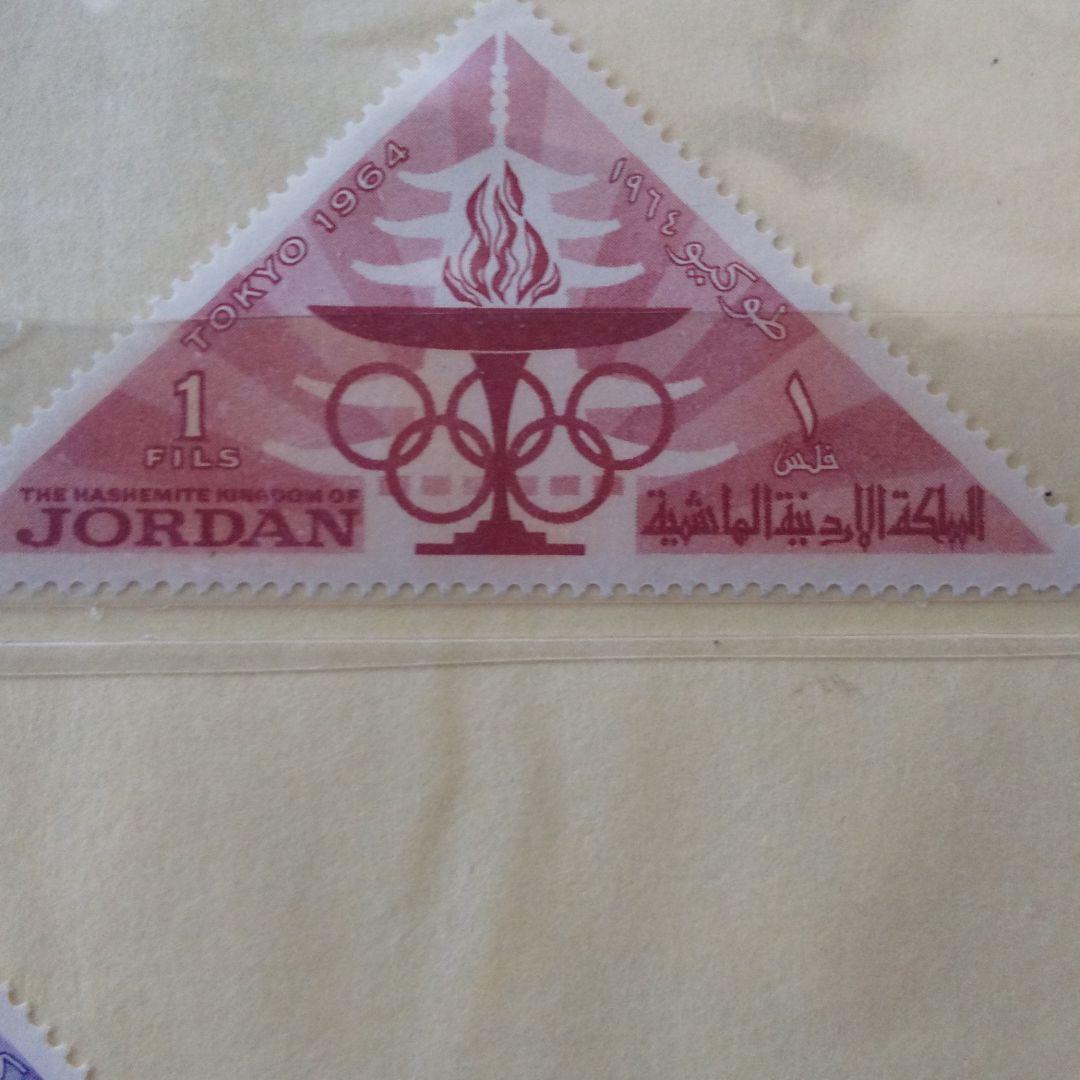 TOKYO 1964
طوكيو ١٩٦٤
1
FILS
١
فلس
THE HASHEMITE KINGDOM OF
JORDAN
المملكة الاردنية الهاشمية